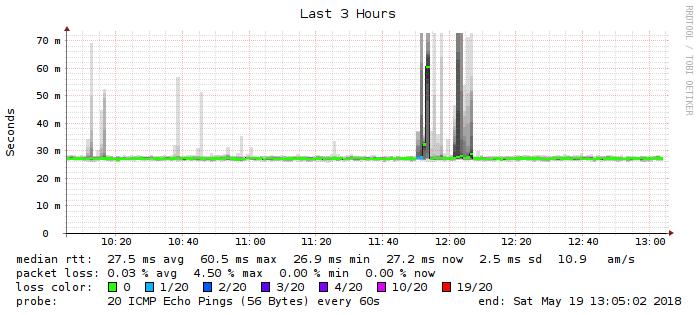 Last 3 Hours
RRDTOOL / TOBI OETIKER
Seconds
70 m
60 m
50 m
40 m
30 m
20 m
10 m
0
10:20 10:40 11:00 11:20 11:40 12:00 12:20 12:40 13:00
median rtt: 27.5 ms avg 60.5 ms max 26.9 ms min 27.2 ms now 2.5 ms sd 10.9 am/s
packet loss: 0.03 % avg 4.50 % max 0.00 % min 0.00 % now
loss color: 0 1/20 2/20 3/20 4/20 10/20 19/20
probe: 20 ICMP Echo Pings (56 Bytes) every 60s end: Sat May 19 13:05:02 2018